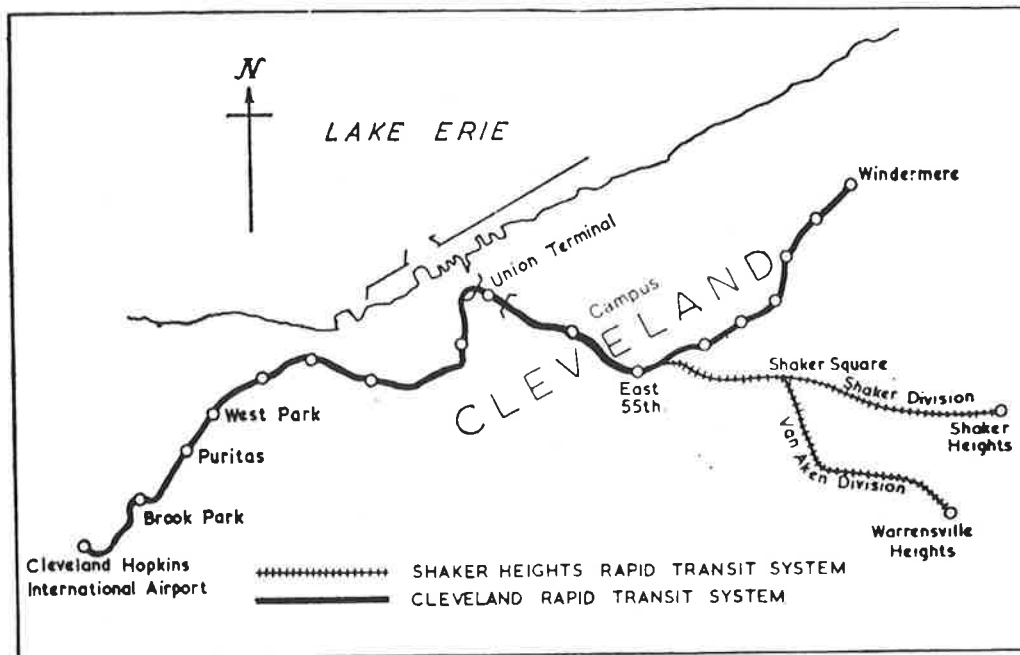 N
LAKE ERIE
Windermere
Union Terminal
Campus
CLEVELAND
East
55th
Shaker Square
Shaker Division
Shaker
Heights
Van Aken Division
Warrensville
Heights
West Park
Puritas
Brook Park
Cleveland Hopkins
International Airport
SHAKER HEIGHTS RAPID TRANSIT SYSTEM
CLEVELAND RAPID TRANSIT SYSTEM